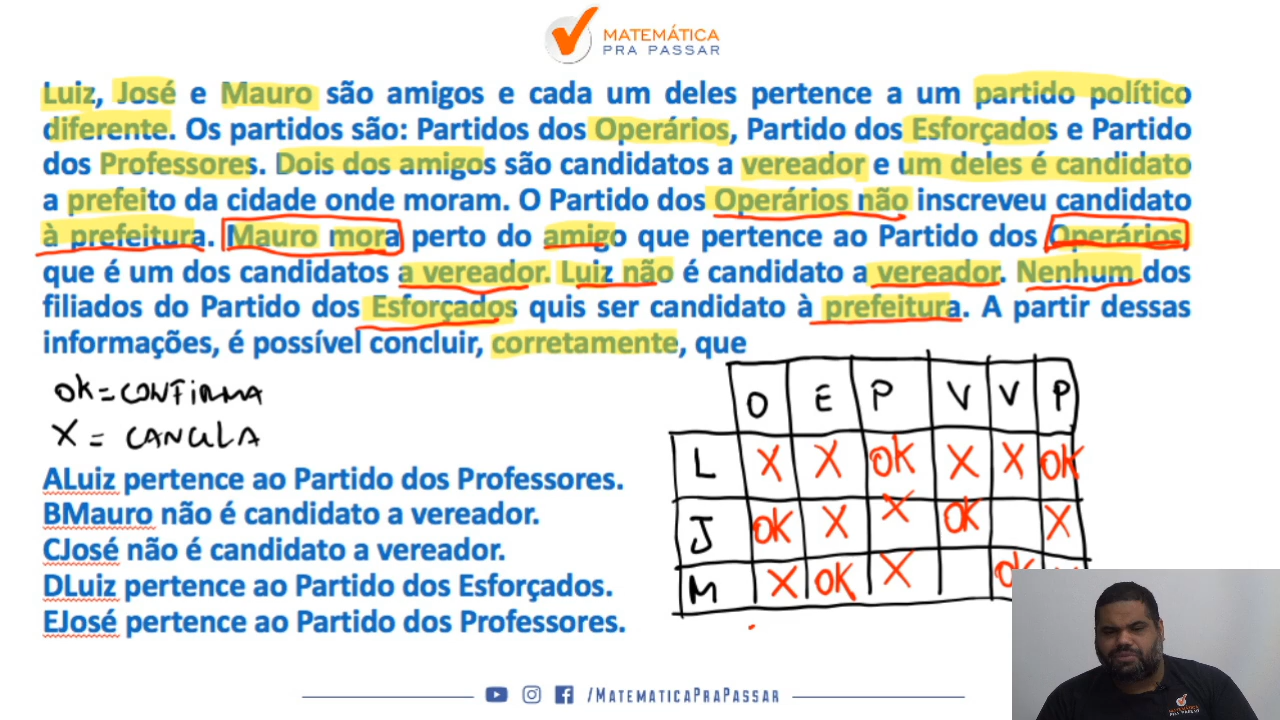 MATEMÁTICA
PRA PASSAR
Luiz, José e Mauro são amigos e cada um deles pertence a um partido político
diferente. Os partidos são: Partidos dos Operários, Partido dos Esforçados e Partido
dos Professores. Dois dos amigos são candidatos a vereador e um deles é candidato
a prefeito da cidade onde moram. O Partido dos Operários não inscreveu candidato
à prefeitura. Mauro mora perto do amigo que pertence ao Partido dos Operários
que é um dos candidatos a vereador. Luiz não é candidato a vereador. Nenhum dos
filiados do Partido dos Esforçados quis ser candidato à prefeitura. A partir dessas
informações, é possível concluir, corretamente, que
OK = CONFIRMA
X = CANCELA
ALuiz pertence ao Partido dos Professores.
BMauro não é candidato a vereador.
CJosé não é candidato a vereador.
DLuiz pertence ao Partido dos Esforçados.
EJosé pertence ao Partido dos Professores.
O E P V V P
L X X OK X X OK
J OK X X OK X
M X OK X OK
/MATEMATICAPRAPASSAR
MATEMÁTICA
PRA PASSAR